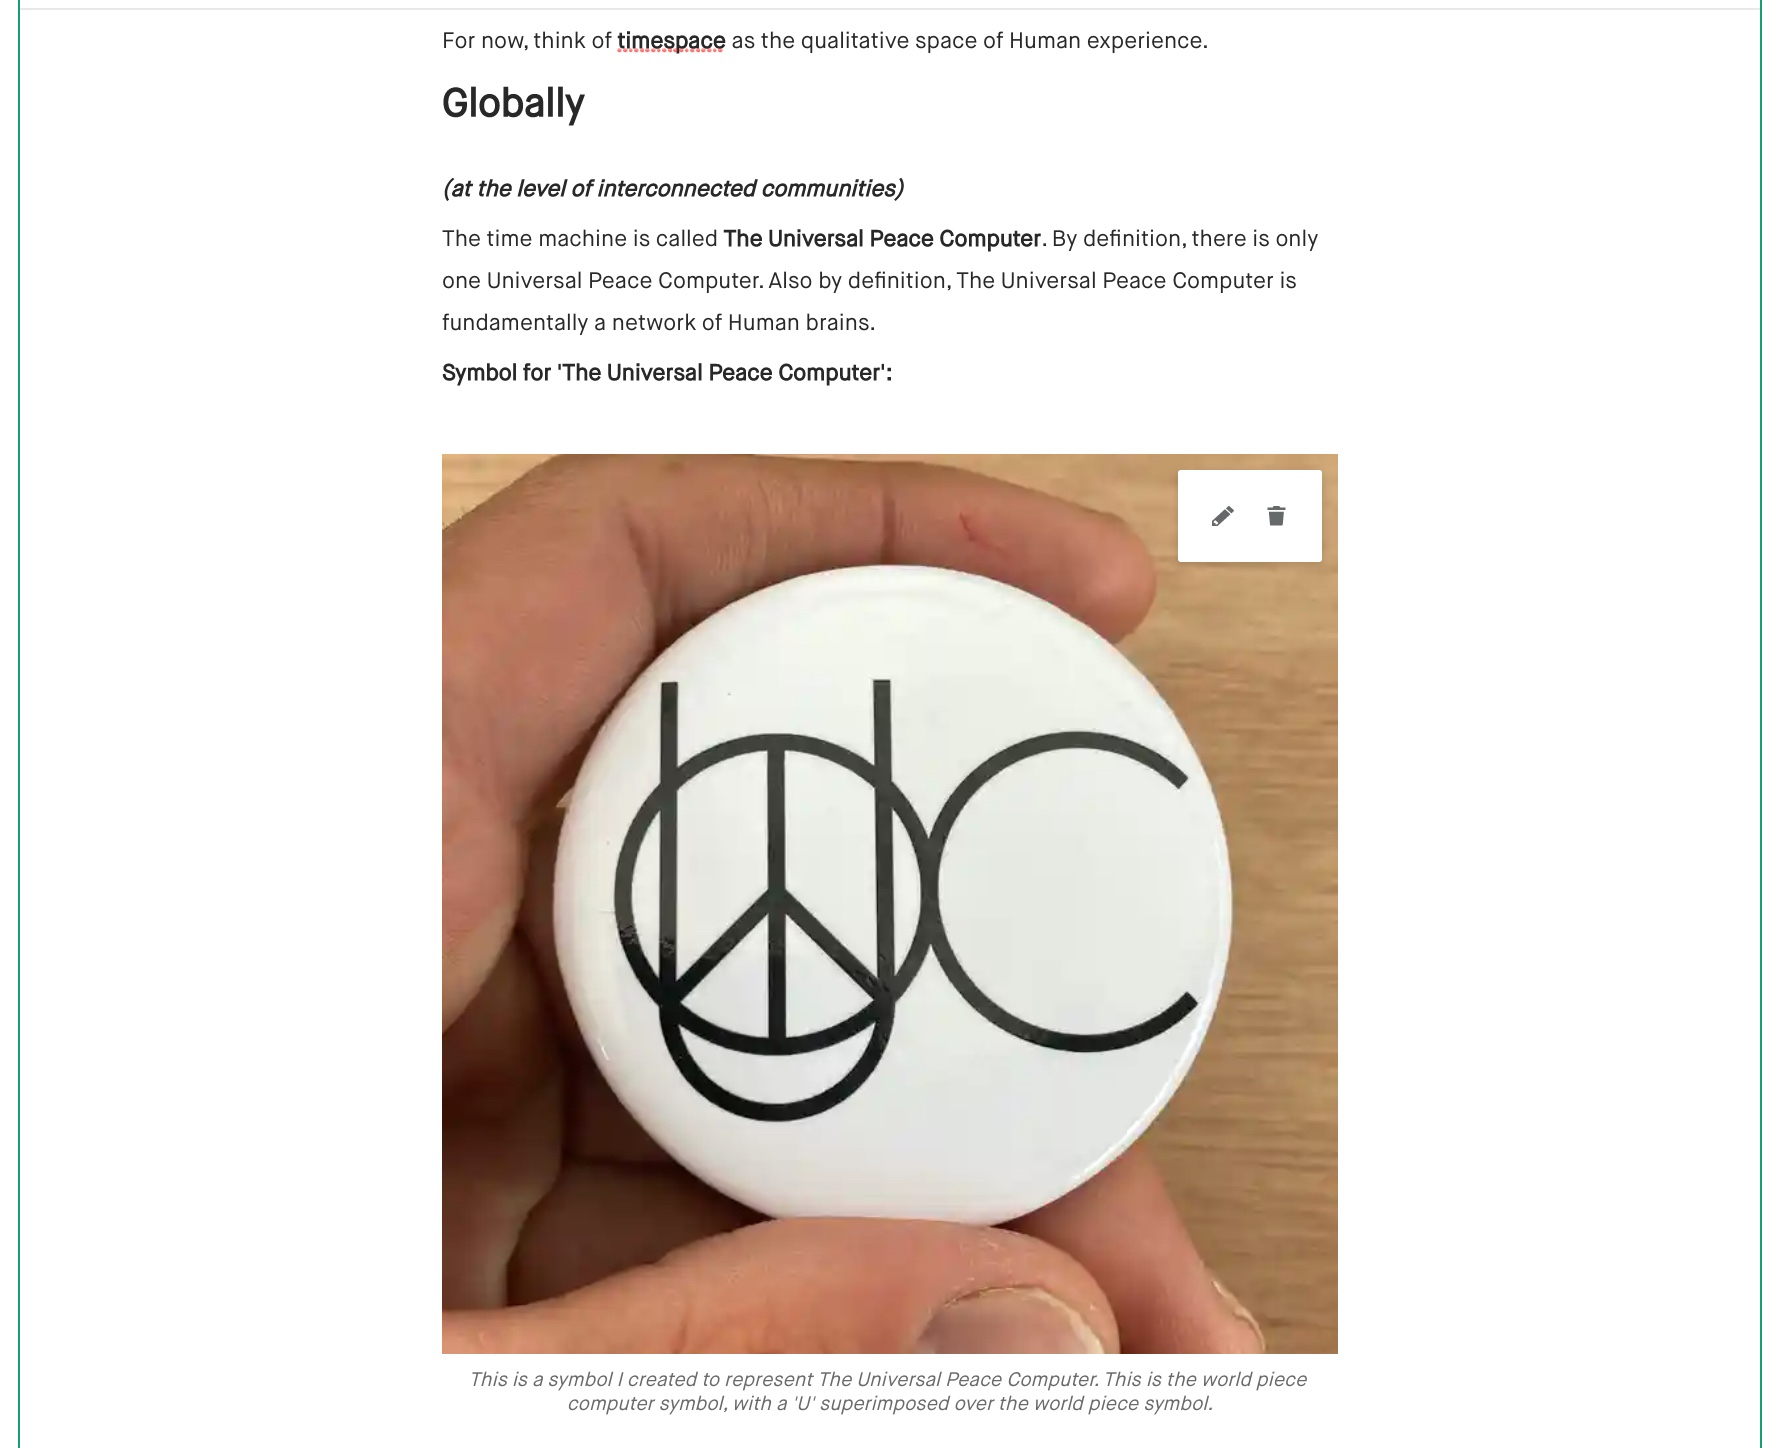 For now, think of timespace as the qualitative space of Human experience.
Globally
(at the level of interconnected communities)
The time machine is called The Universal Peace Computer. By definition, there is only
one Universal Peace Computer. Also by definition, The Universal Peace Computer is
fundamentally a network of Human brains.
Symbol for 'The Universal Peace Computer':
UC
This is a symbol I created to represent The Universal Peace Computer. This is the world piece
computer symbol, with a 'U' superimposed over the world piece symbol.